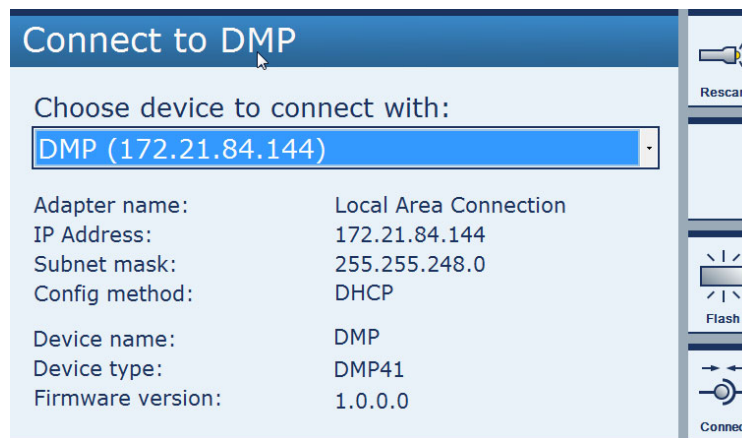 Connect to DMP
Choose device to connect with:
DMP (172.21.84.144)
Adapter name: Local Area Connection
IP Address: 172.21.84.144
Subnet mask: 255.255.248.0
Config method: DHCP
Device name: DMP
Device type: DMP41
Firmware version: 1.0.0.0
Flash